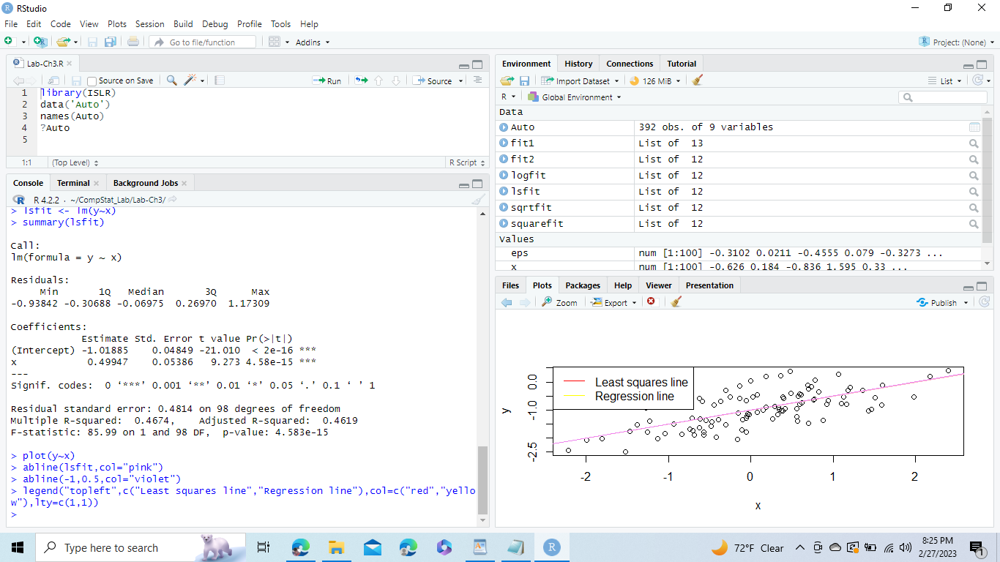 RStudio
File Edit Code View Plots Session Build Debug Profile Tools Help
Go to file/function Addins Project: (None)
Lab-Ch3.R
Source on Save Run Source
1 library(ISLR)
2 data('Auto')
3 names(Auto)
4 ?Auto
5
1:1 (Top Level) R Script
Console Terminal Background Jobs
R 4.2.2 · ~/CompStat_Lab/Lab-Ch3/
> lsfit <- lm(y~x)
> summary(lsfit)
Call:
lm(formula = y ~ x)
Residuals:
Min 1Q Median 3Q Max
-0.93842 -0.30688 -0.06975 0.26970 1.17309
Coefficients:
Estimate Std. Error t value Pr(>|t|)
(Intercept) -1.01885 0.04849 -21.010 < 2e-16 ***
x 0.49947 0.05386 9.273 4.58e-15 ***
---
Signif. codes: 0 ‘***’ 0.001 ‘**’ 0.01 ‘*’ 0.05 ‘.’ 0.1 ‘ ’ 1
Residual standard error: 0.4814 on 98 degrees of freedom
Multiple R-squared: 0.4674, Adjusted R-squared: 0.4619
F-statistic: 85.99 on 1 and 98 DF, p-value: 4.583e-15
> plot(y~x)
> abline(lsfit,col="pink")
> abline(-1,0.5,col="violet")
> legend("topleft",c("Least squares line","Regression line"),col=c("red","yello
w"),lty=c(1,1))
>
Environment History Connections Tutorial
Import Dataset 126 MiB List
R Global Environment
Data
Auto 392 obs. of 9 variables
fit1 List of 13
fit2 List of 12
logfit List of 12
lsfit List of 12
sqrtfit List of 12
squarefit List of 12
Values
eps num [1:100] -0.3102 0.0211 -0.4555 0.079 -0.3273 ...
x num [1:100] -0.626 0.184 -0.836 1.595 0.33 ...
Files Plots Packages Help Viewer Presentation
Zoom Export Publish
Least squares line
Regression line
y
0.0
-1.0
-2.5
-2 -1 0 1 2
x
Type here to search
72°F Clear
8:25 PM
2/27/2023
1